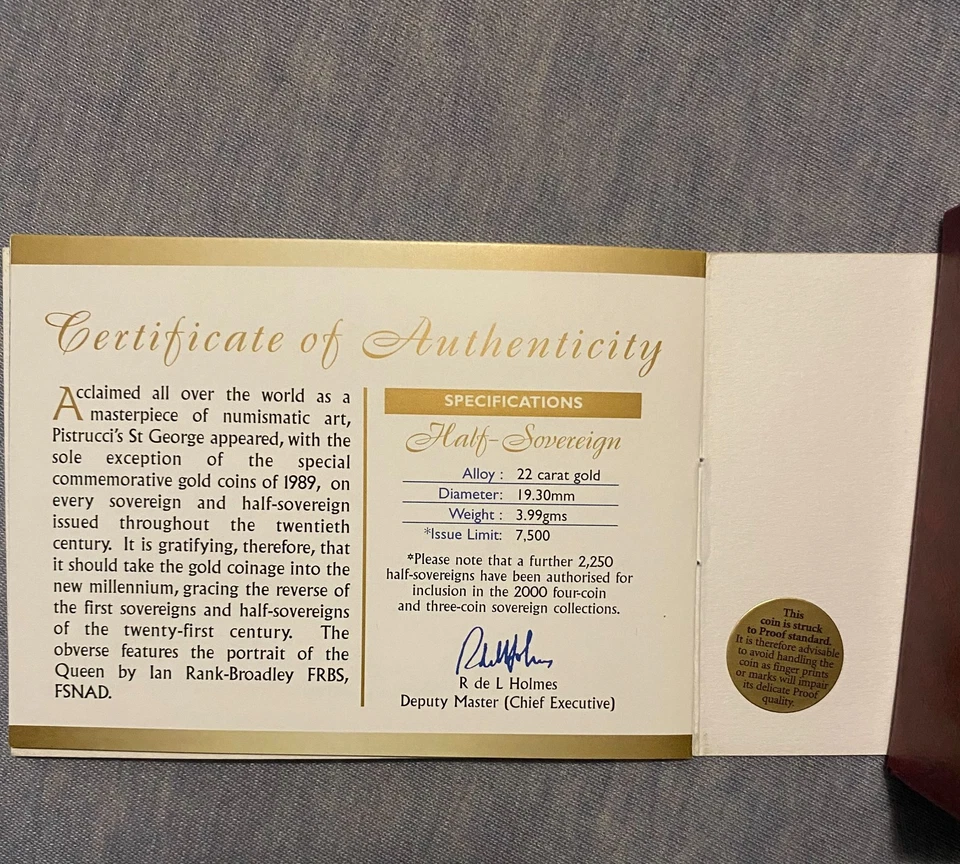 Certificate of Authenticity
Acclaimed all over the world as a
masterpiece of numismatic art,
Pistrucci's St George appeared, with the
sole exception of the special
commemorative gold coins of 1989, on
every sovereign and half-sovereign
issued throughout the twentieth
century. It is gratifying, therefore, that
it should take the gold coinage into the
new millennium, gracing the reverse of
the first sovereigns and half-sovereigns
of the twenty-first century. The
obverse features the portrait of the
Queen by Ian Rank-Broadley FRBS,
FSNAD.
SPECIFICATIONS
Half-Sovereign
Alloy : 22 carat gold
Diameter: 19.30mm
Weight : 3.99gms
*Issue Limit: 7,500
*Please note that a further 2,250
half-sovereigns have been authorised for
inclusion in the 2000 four-coin
and three-coin sovereign collections.
R de L Holmes
Deputy Master (Chief Executive)
This
coin is struck
to Proof standard.
It is therefore advisable
to avoid handling the
coin as finger prints
or marks will impair
its delicate Proof
quality.